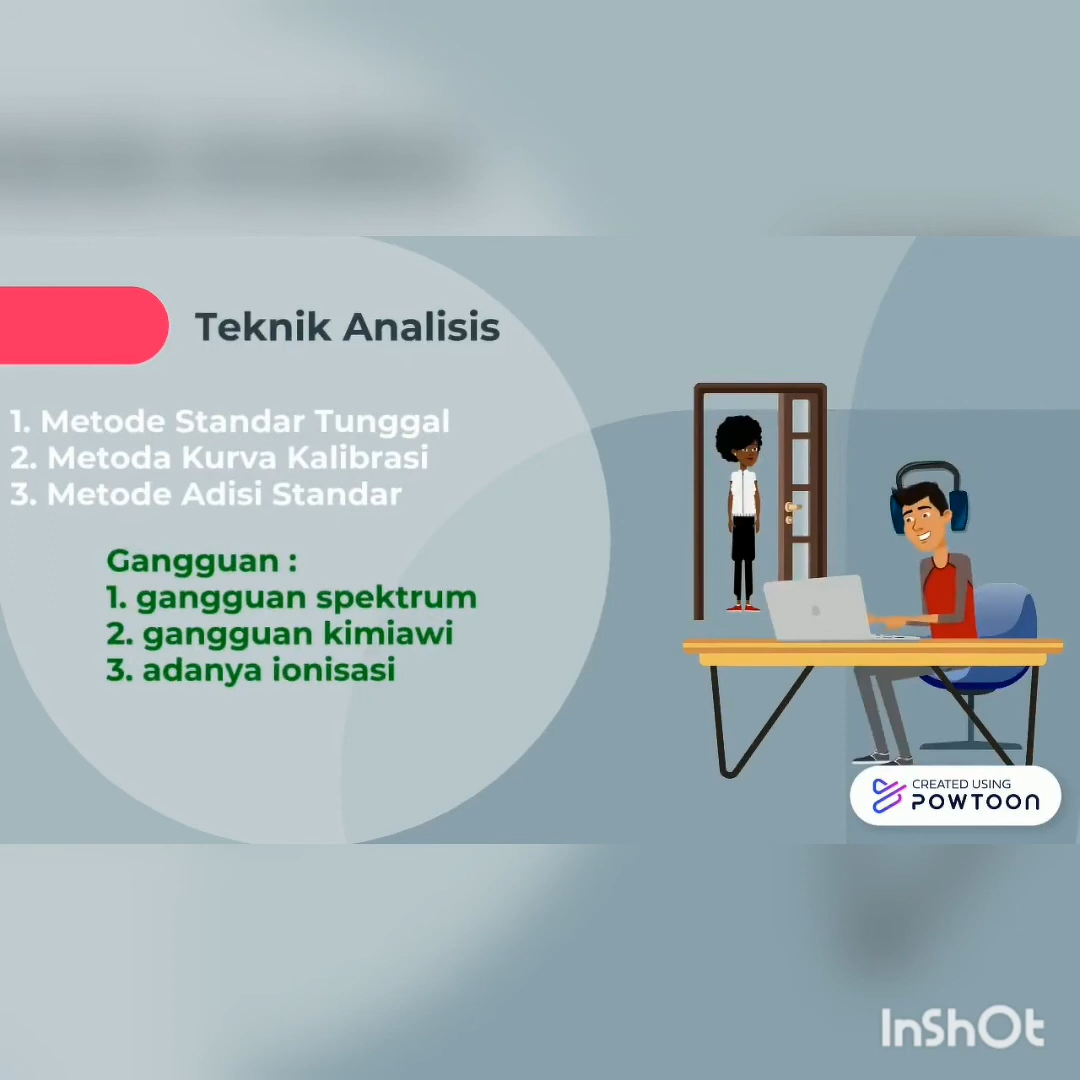 Teknik Analisis
1. Metode Standar Tunggal
2. Metoda Kurva Kalibrasi
3. Metode Adisi Standar
Gangguan :
1. gangguan spektrum
2. gangguan kimiawi
3. adanya ionisasi
CREATED USING
POWTOON
InShOt